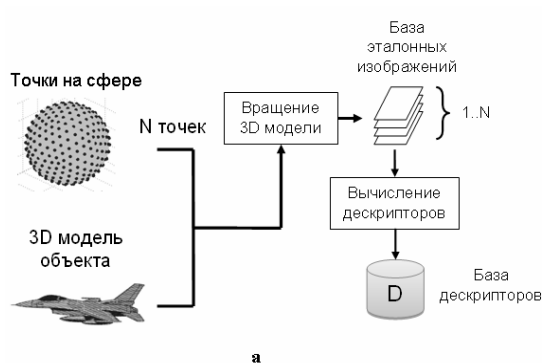 База
эталонных
изображений
Точки на сфере
N точек
Вращение
3D модели
1..N
3D модель
объекта
Вычисление
дескрипторов
D
База
дескрипторов
а